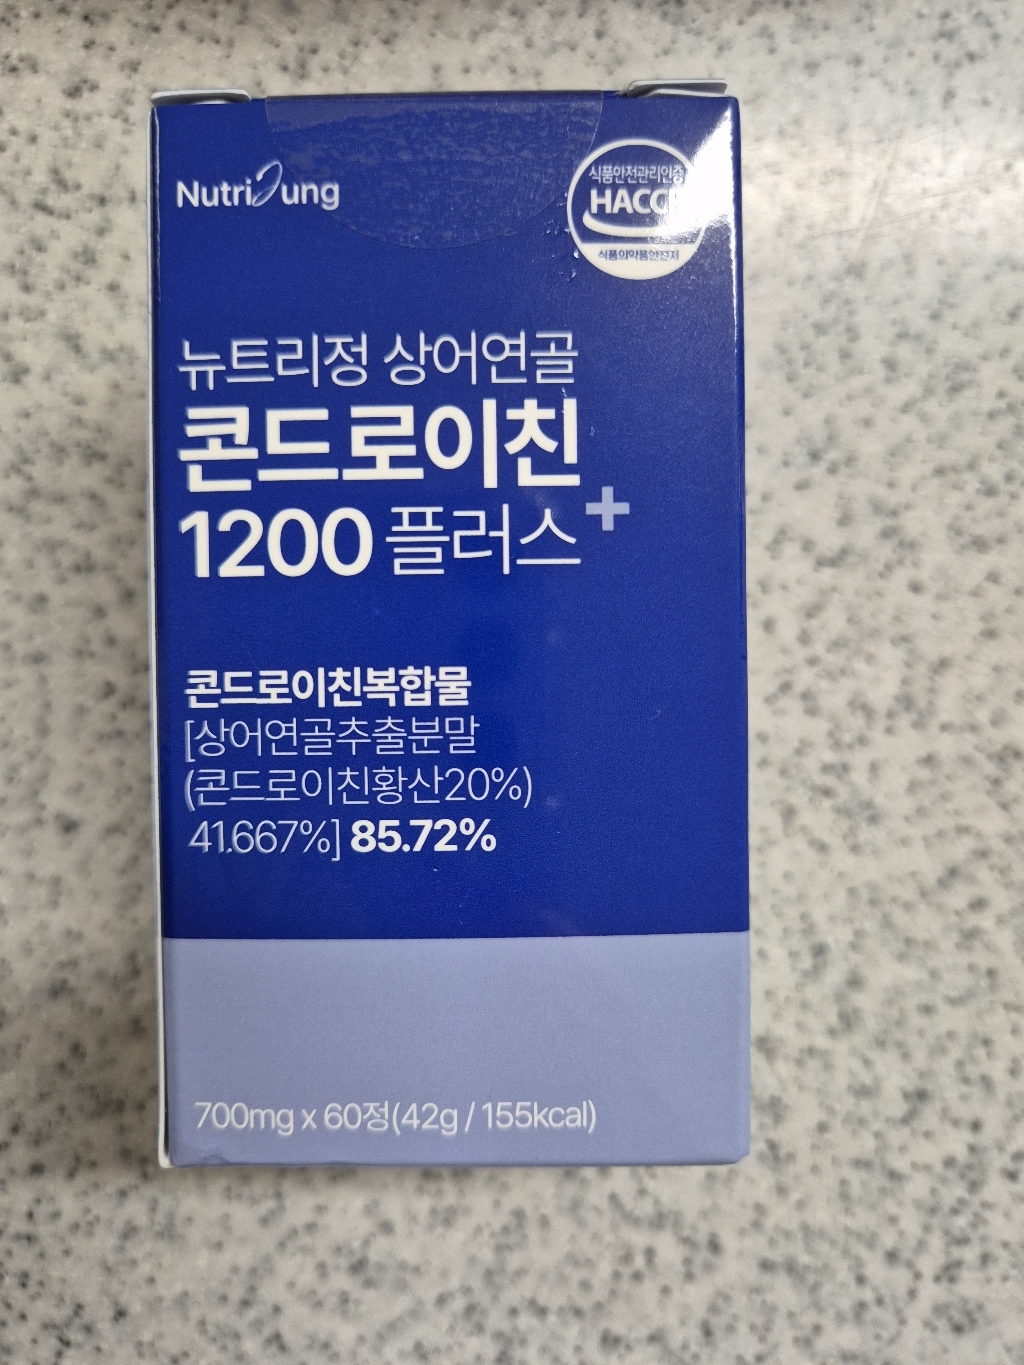 NutriJung
식품안전관리인증
HACCP
식품의약품안전처
뉴트리정 상어연골
콘드로이친
1200 플러스+
콘드로이친복합물
[상어연골추출분말
(콘드로이친황산20%)
41.667%] 85.72%
700mg x 60정(42g / 155kcal)